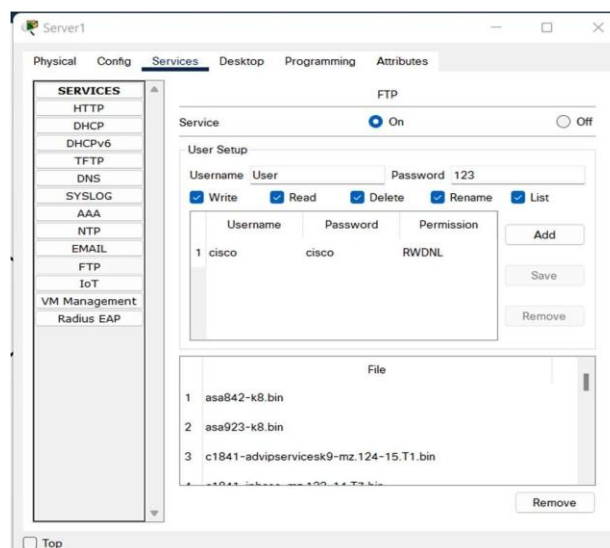 Server1
Physical Config Services Desktop Programming Attributes
SERVICES
HTTP
DHCP
DHCPv6
TFTP
DNS
SYSLOG
AAA
NTP
EMAIL
FTP
IoT
VM Management
Radius EAP
FTP
Service On Off
User Setup
Username User Password 123
Write Read Delete Rename List
Username Password Permission
1 cisco cisco RWDNL
Add
Save
Remove
File
1 asa842-k8.bin
2 asa923-k8.bin
3 c1841-advipservicesk9-mz.124-15.T1.bin
Remove
Top